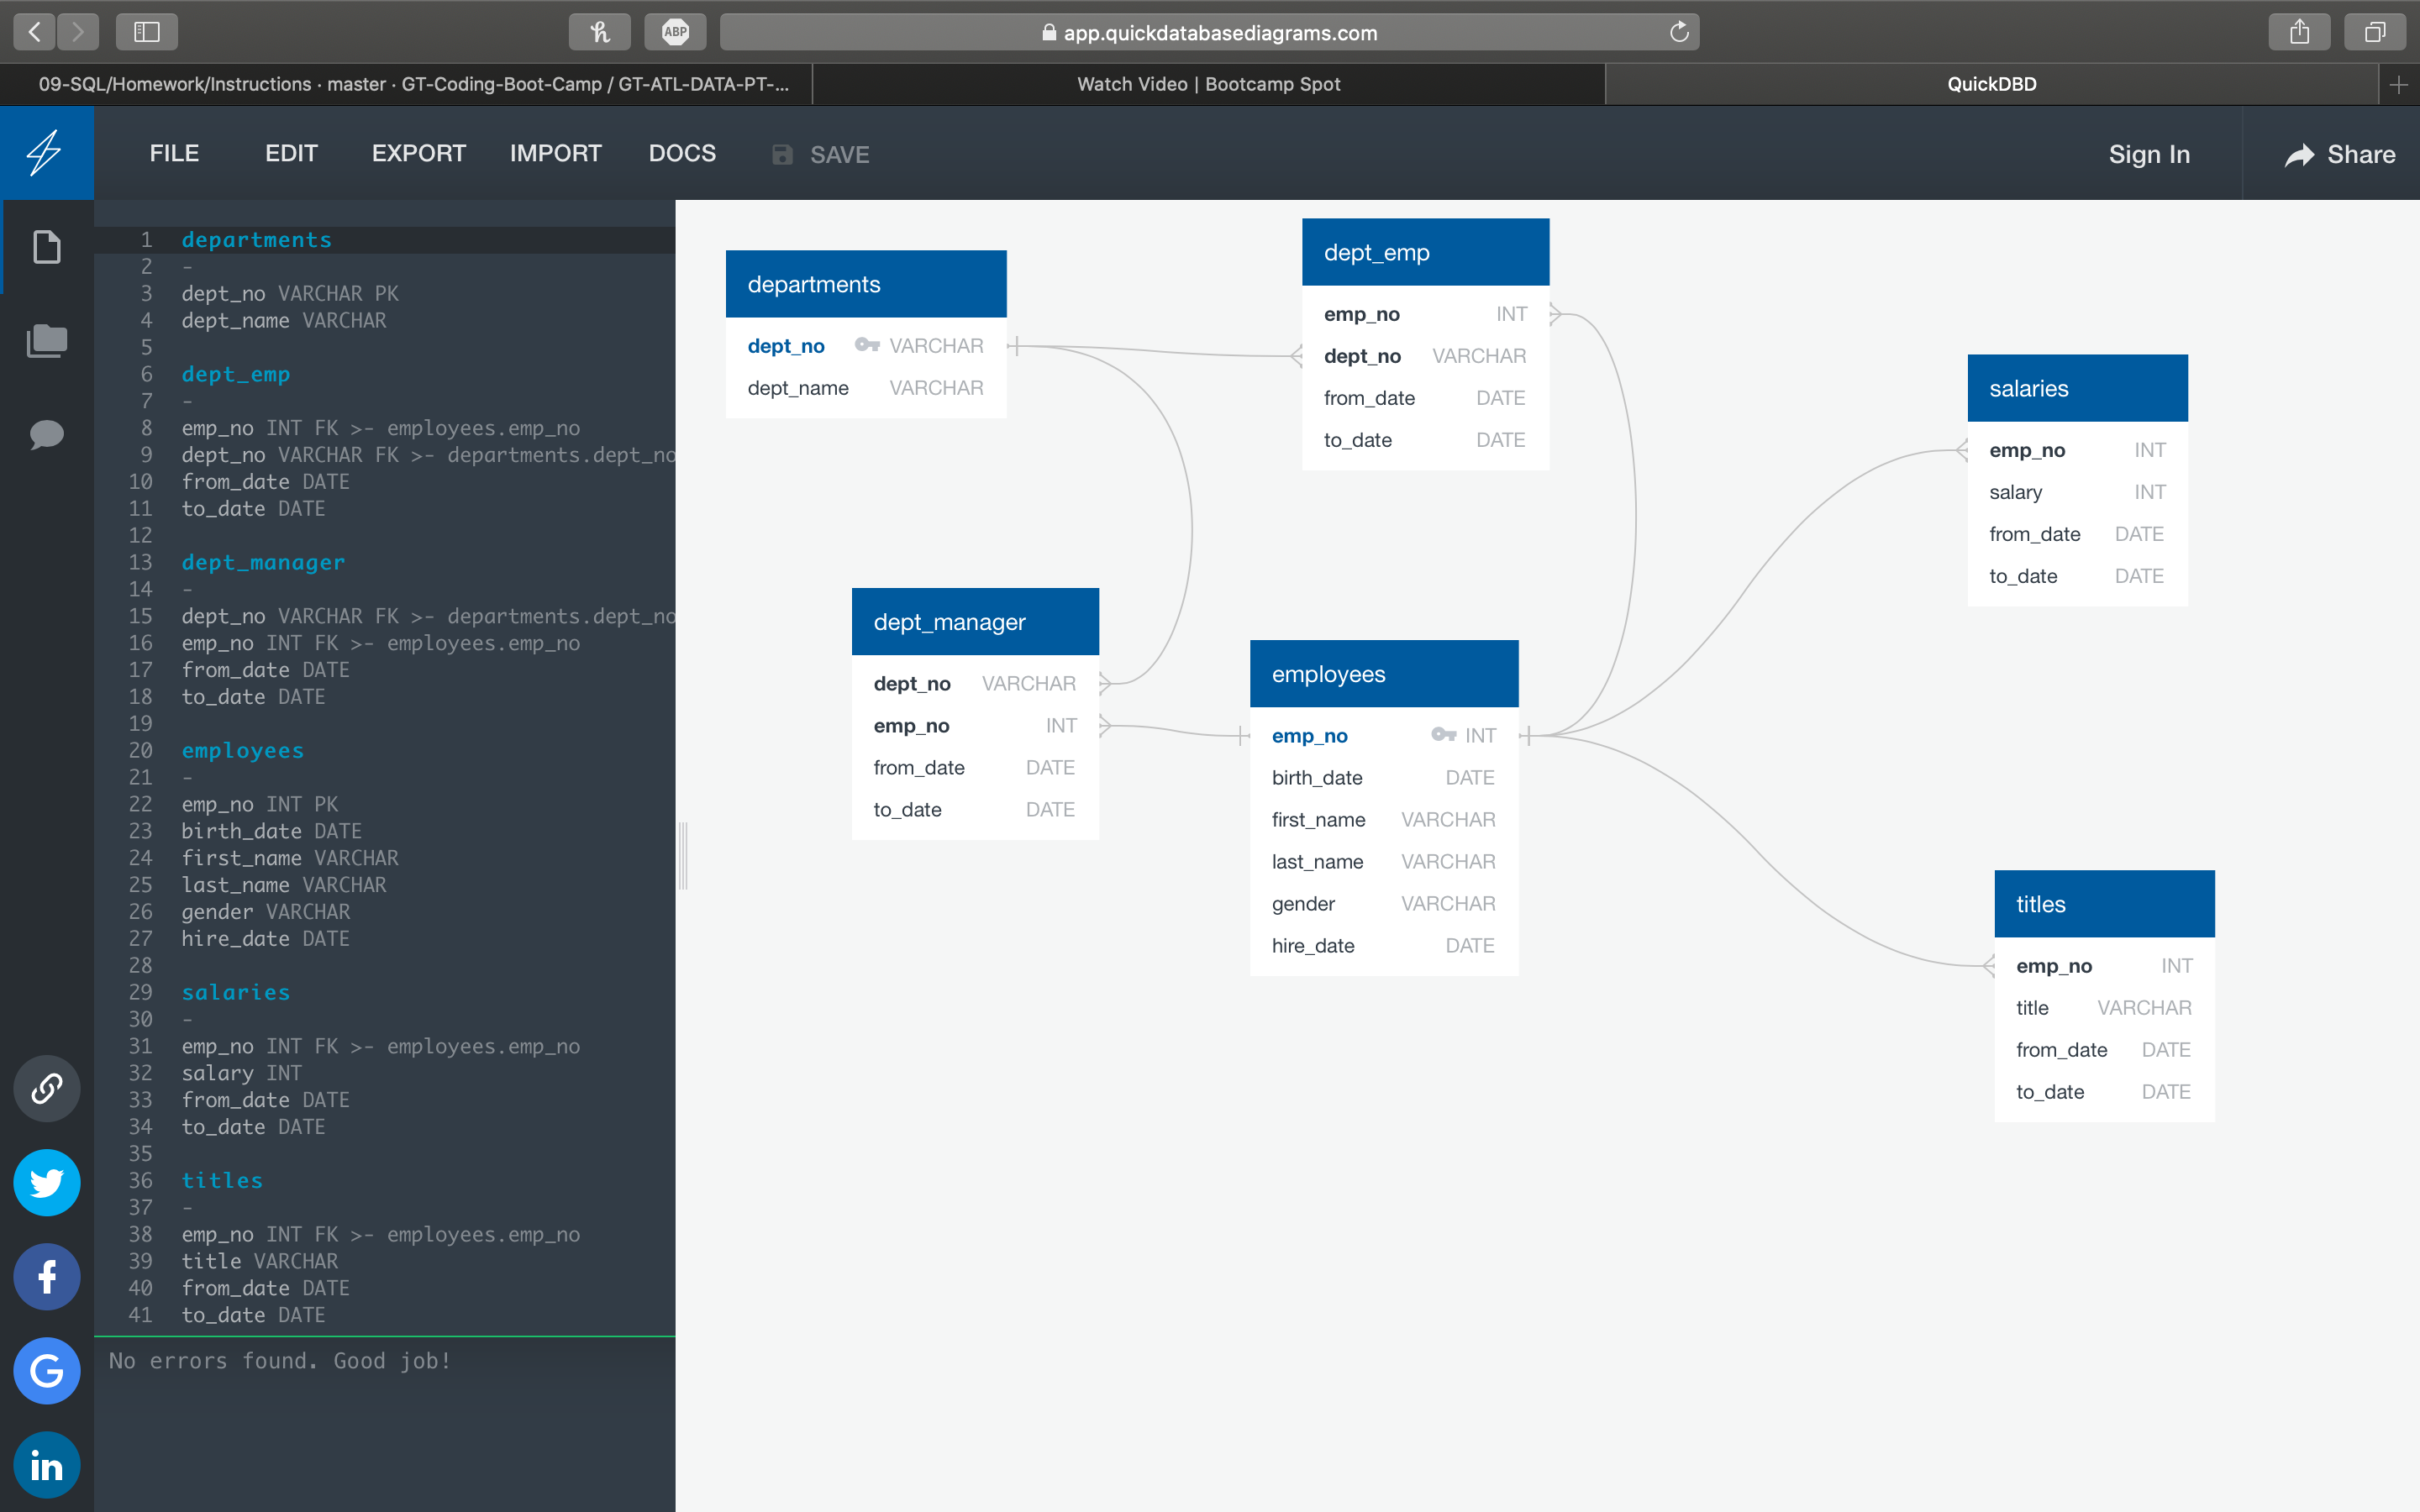 ABP
app.quickdatabasediagrams.com
09-SQL/Homework/Instructions · master · GT-Coding-Boot-Camp / GT-ATL-DATA-PT-...
Watch Video | Bootcamp Spot
QuickDBD
FILE EDIT EXPORT IMPORT DOCS SAVE Sign In Share
1 departments
2 -
3 dept_no VARCHAR PK
4 dept_name VARCHAR
5
6 dept_emp
7 -
8 emp_no INT FK >- employees.emp_no
9 dept_no VARCHAR FK >- departments.dept_no
10 from_date DATE
11 to_date DATE
12
13 dept_manager
14 -
15 dept_no VARCHAR FK >- departments.dept_no
16 emp_no INT FK >- employees.emp_no
17 from_date DATE
18 to_date DATE
19
20 employees
21 -
22 emp_no INT PK
23 birth_date DATE
24 first_name VARCHAR
25 last_name VARCHAR
26 gender VARCHAR
27 hire_date DATE
28
29 salaries
30 -
31 emp_no INT FK >- employees.emp_no
32 salary INT
33 from_date DATE
34 to_date DATE
35
36 titles
37 -
38 emp_no INT FK >- employees.emp_no
39 title VARCHAR
40 from_date DATE
41 to_date DATE
No errors found. Good job!
departments
dept_no VARCHAR
dept_name VARCHAR
dept_emp
emp_no INT
dept_no VARCHAR
from_date DATE
to_date DATE
salaries
emp_no INT
salary INT
from_date DATE
to_date DATE
dept_manager
dept_no VARCHAR
emp_no INT
from_date DATE
to_date DATE
employees
emp_no INT
birth_date DATE
first_name VARCHAR
last_name VARCHAR
gender VARCHAR
hire_date DATE
titles
emp_no INT
title VARCHAR
from_date DATE
to_date DATE